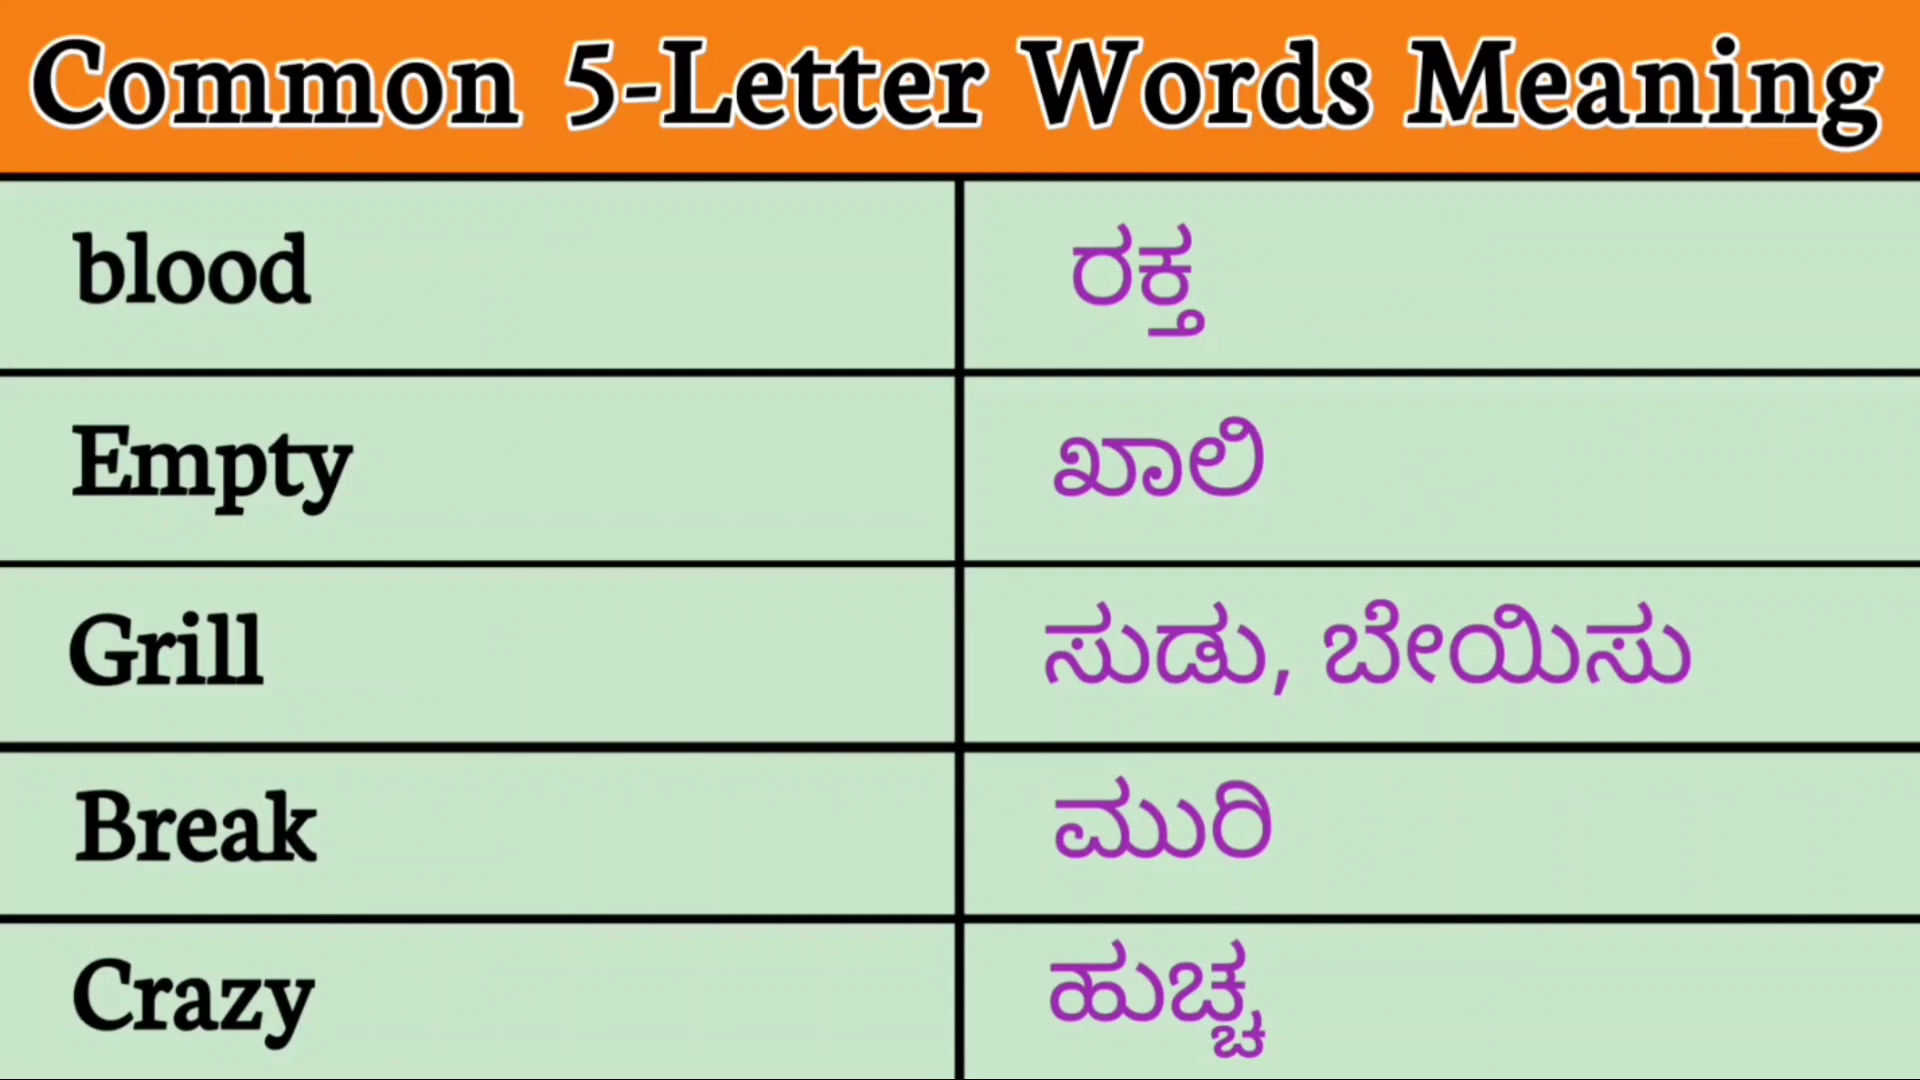 Common 5-Letter Words Meaning
blood ರಕ್ತ
Empty ಖಾಲಿ
Grill ಸುಡು, ಬೇಯಿಸು
Break ಮುರಿ
Crazy ಹುಚ್ಚ